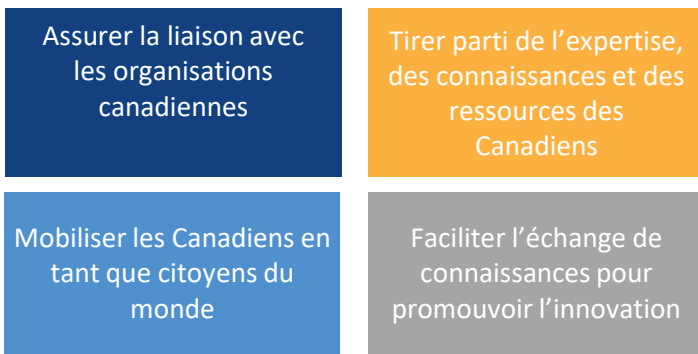 Assurer la liaison avec
les organisations
canadiennes
Tirer parti de l’expertise,
des connaissances et des
ressources des
Canadiens
Mobiliser les Canadiens en
tant que citoyens du
monde
Faciliter l’échange de
connaissances pour
promouvoir l’innovation